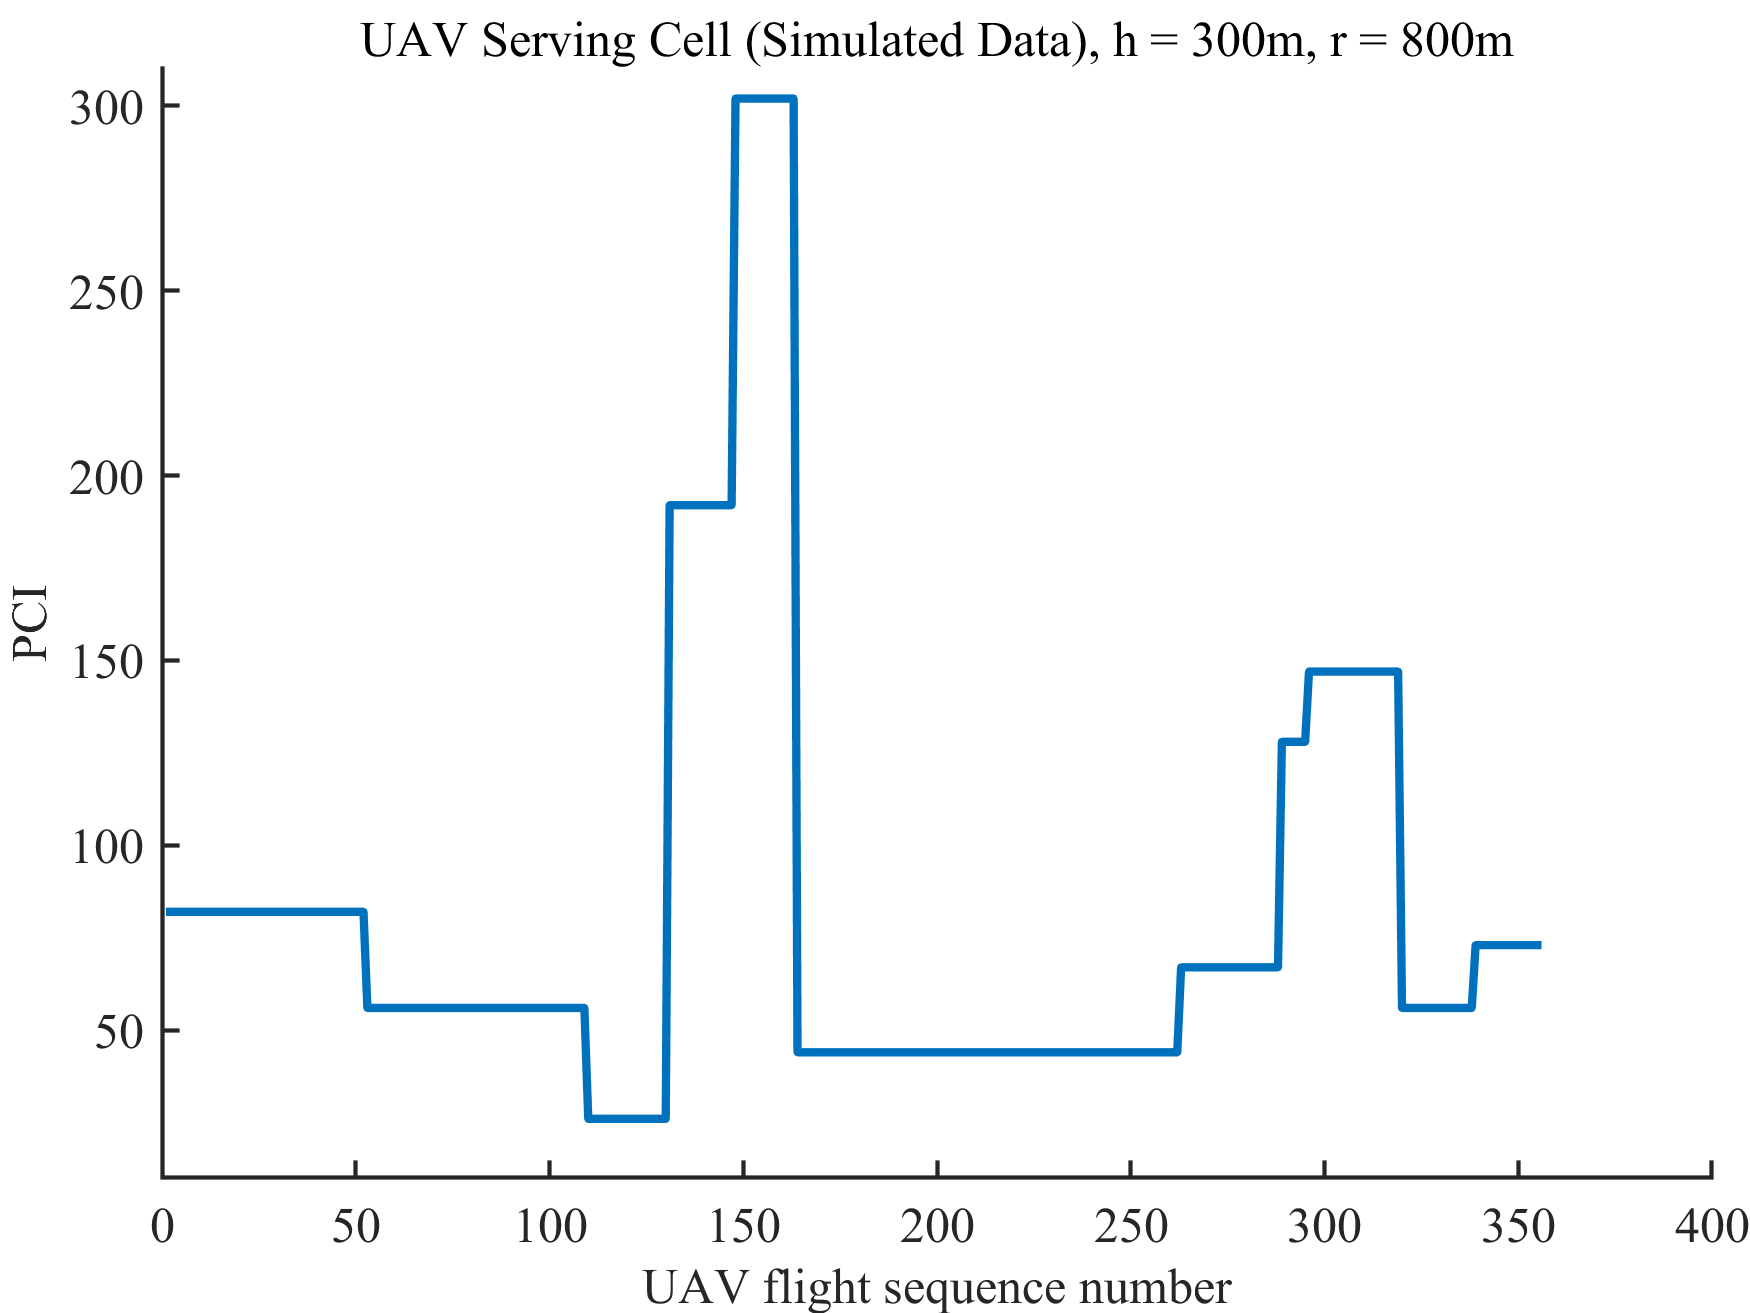 UAV Serving Cell (Simulated Data), h = 300m, r = 800m
300
250
200
150
100
50
PCI
0 50 100 150 200 250 300 350 400
UAV flight sequence number